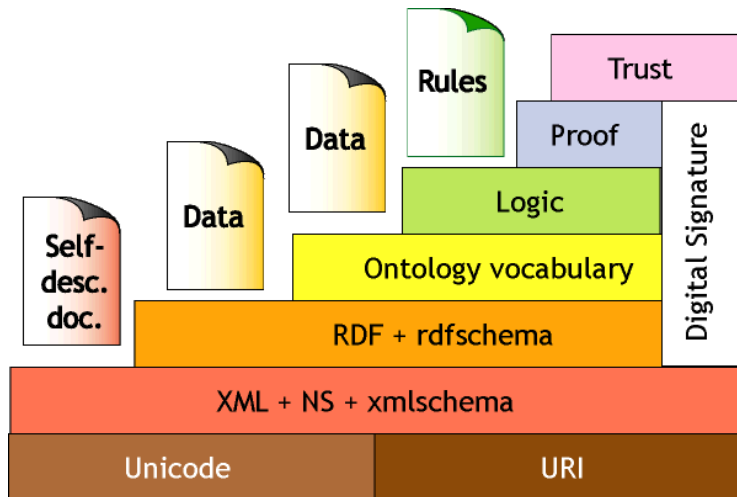 Rules
Trust
Data
Proof
Data
Logic
Self-
desc.
doc.
Ontology vocabulary
Digital Signature
RDF + rdfschema
XML + NS + xmlschema
Unicode
URI